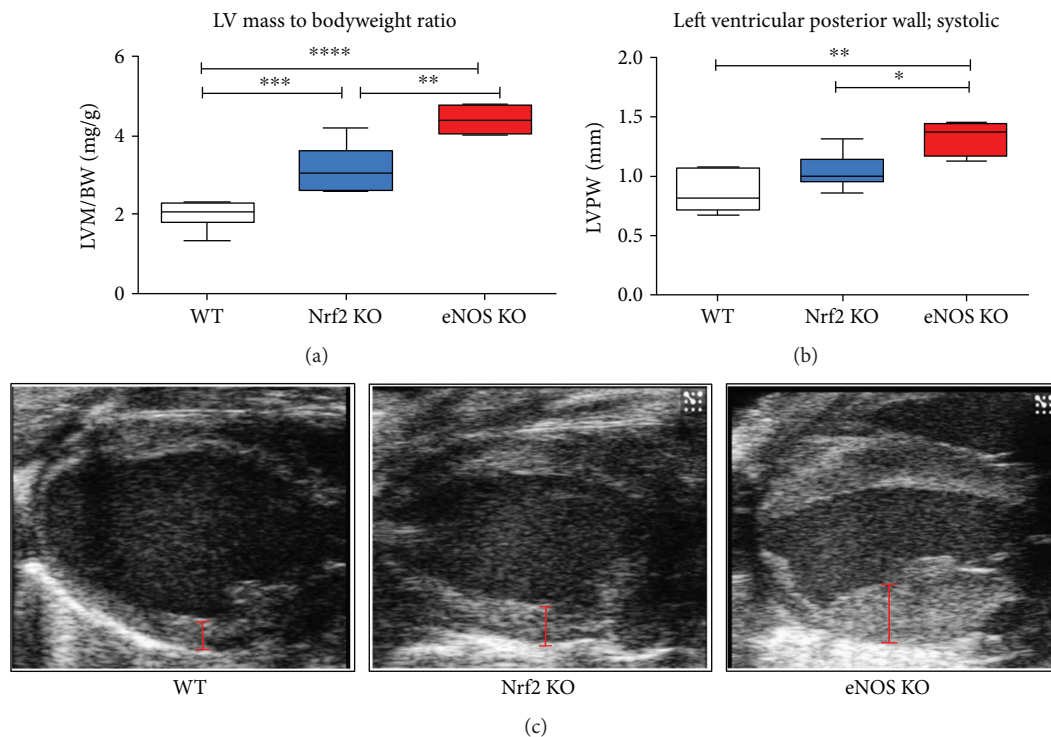 LV mass to bodyweight ratio
6
4
2
0
LVM/BW (mg/g)
****
***
**
WT
Nrf2 KO
eNOS KO
(a)
Left ventricular posterior wall; systolic
2.0
1.5
1.0
0.5
0.0
LVPW (mm)
**
*
WT
Nrf2 KO
eNOS KO
(b)
WT
Nrf2 KO
eNOS KO
(c)